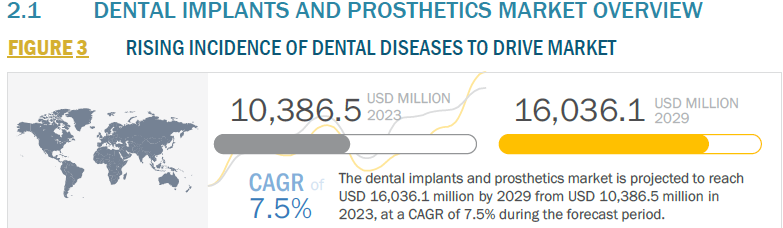 2.1 DENTAL IMPLANTS AND PROSTHETICS MARKET OVERVIEW
FIGURE 3 RISING INCIDENCE OF DENTAL DISEASES TO DRIVE MARKET
10,386.5 USD MILLION
2023
16,036.1 USD MILLION
2029
CAGR of
7.5%
The dental implants and prosthetics market is projected to reach
USD 16,036.1 million by 2029 from USD 10,386.5 million in
2023, at a CAGR of 7.5% during the forecast period.